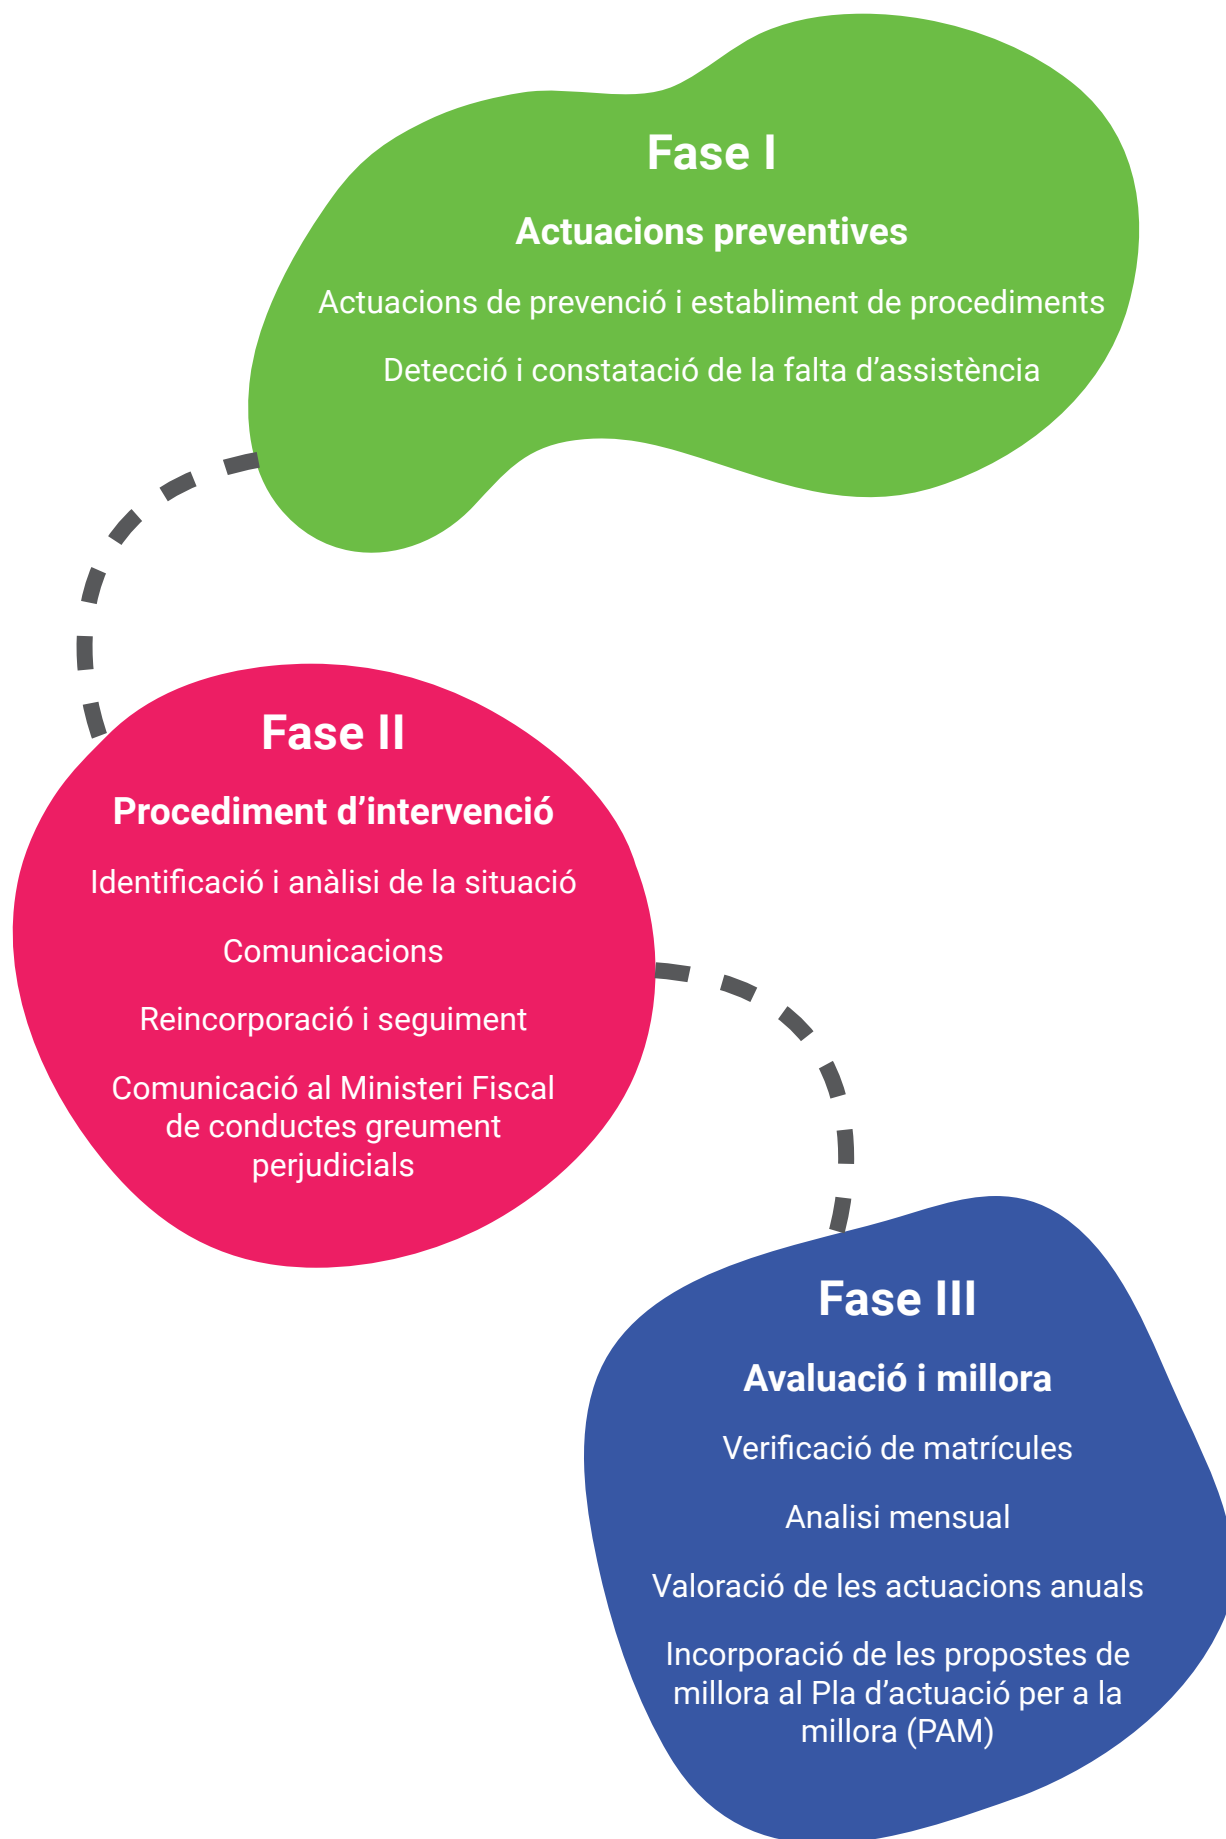 Fase I
Actuacions preventives
Actuacions de prevenció i establiment de procediments
Detecció i constatació de la falta d’assistència
Fase II
Procediment d’intervenció
Identificació i anàlisi de la situació
Comunicacions
Reincorporació i seguiment
Comunicació al Ministeri Fiscal
de conductes greument
perjudicials
Fase III
Avaluació i millora
Verificació de matrícules
Analisi mensual
Valoració de les actuacions anuals
Incorporació de les propostes de
millora al Pla d’actuació per a la
millora (PAM)